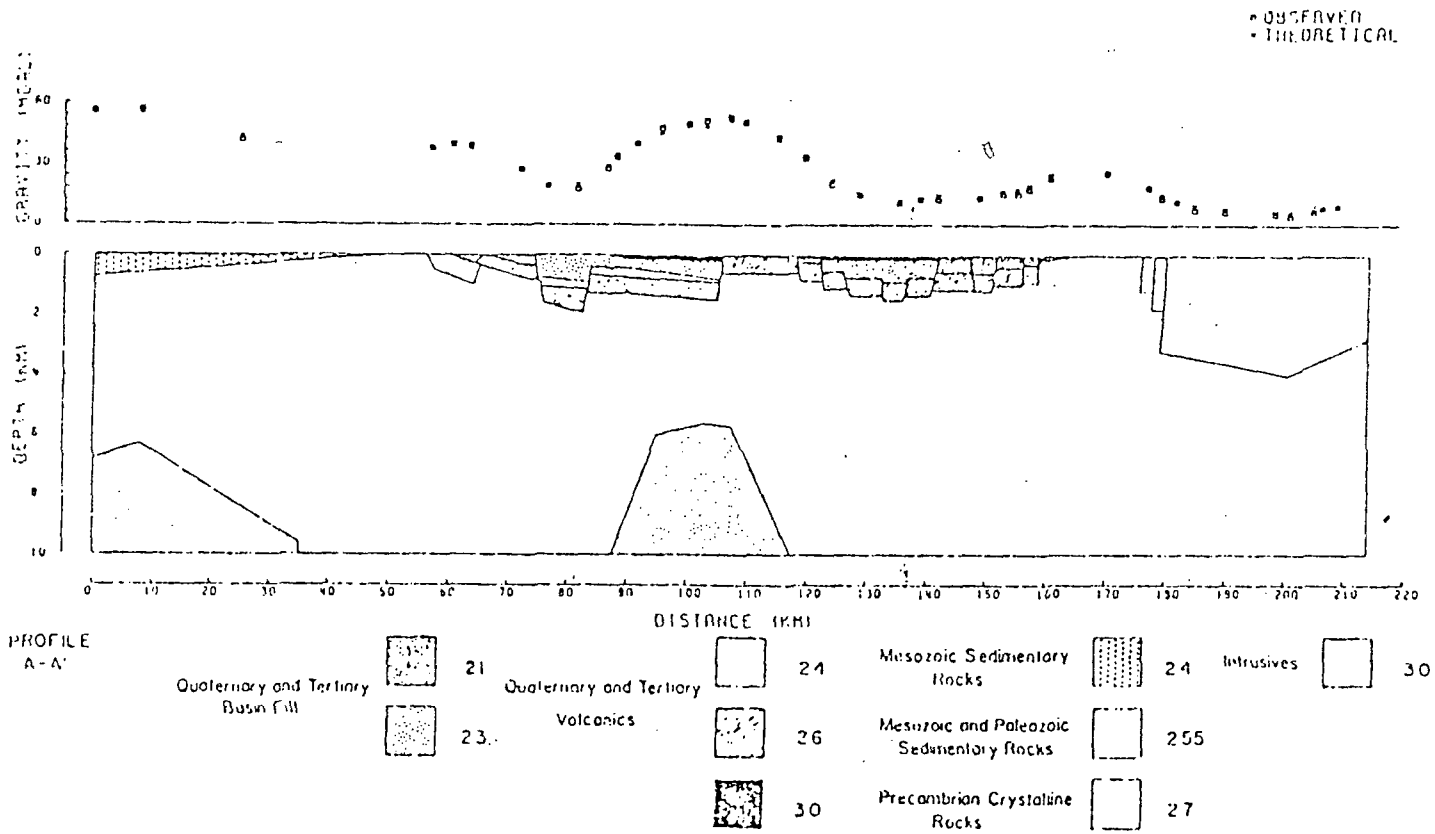 OBSERVED
THEORETICAL
GRAVITY (MGAL)
60
30
0
DEPTH (KM)
0
2
4
6
8
10
0 10 20 30 40 50 60 70 80 90 100 110 120 130 140 150 160 170 180 190 200 210 220
DISTANCE (KM)
PROFILE
A-A'
Quaternary and Tertiary
Basin Fill
21
23
Quaternary and Tertiary
Volcanics
24
26
30
Mesozoic Sedimentary
Rocks
24
Mesozoic and Paleozoic
Sedimentary Rocks
255
Precambrian Crystalline
Rocks
27
Intrusives
30